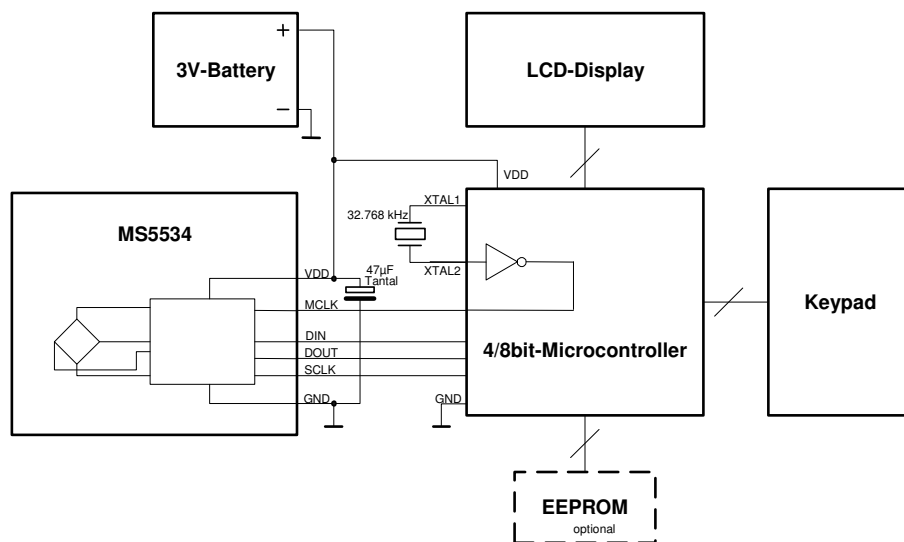 +
3V-Battery
−
LCD-Display
VDD
MS5534
XTAL1
32.768 kHz
XTAL2
VDD
47µF
Tantal
MCLK
DIN
DOUT
SCLK
GND
4/8bit-Microcontroller
GND
Keypad
EEPROM
optional